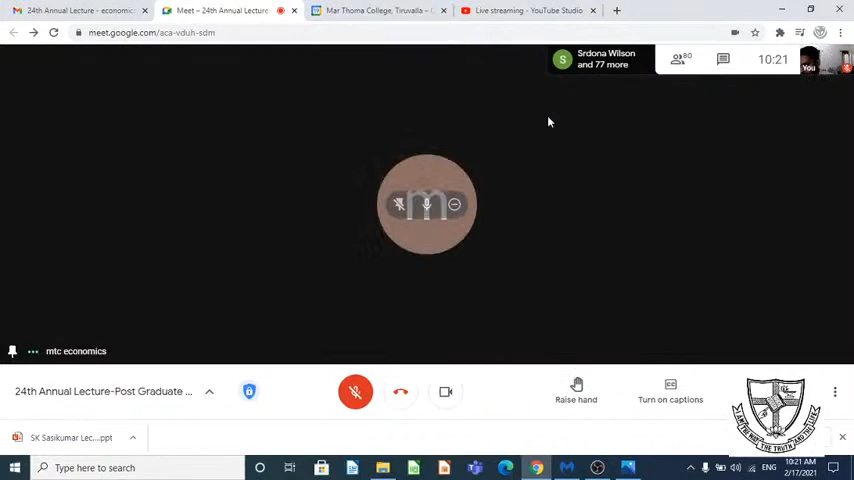 24th Annual Lecture - economic
Meet – 24th Annual Lecture
Mar Thoma College, Tiruvalla –
Live streaming - YouTube Studio
meet.google.com/aca-vduh-sdm
S
Srdona Wilson
and 77 more
80
10:21
You
m
mtc economics
24th Annual Lecture-Post Graduate ...
Raise hand
Turn on captions
SK Sasikumar Lec....ppt
Type here to search
ENG
10:21 AM
2/17/2021